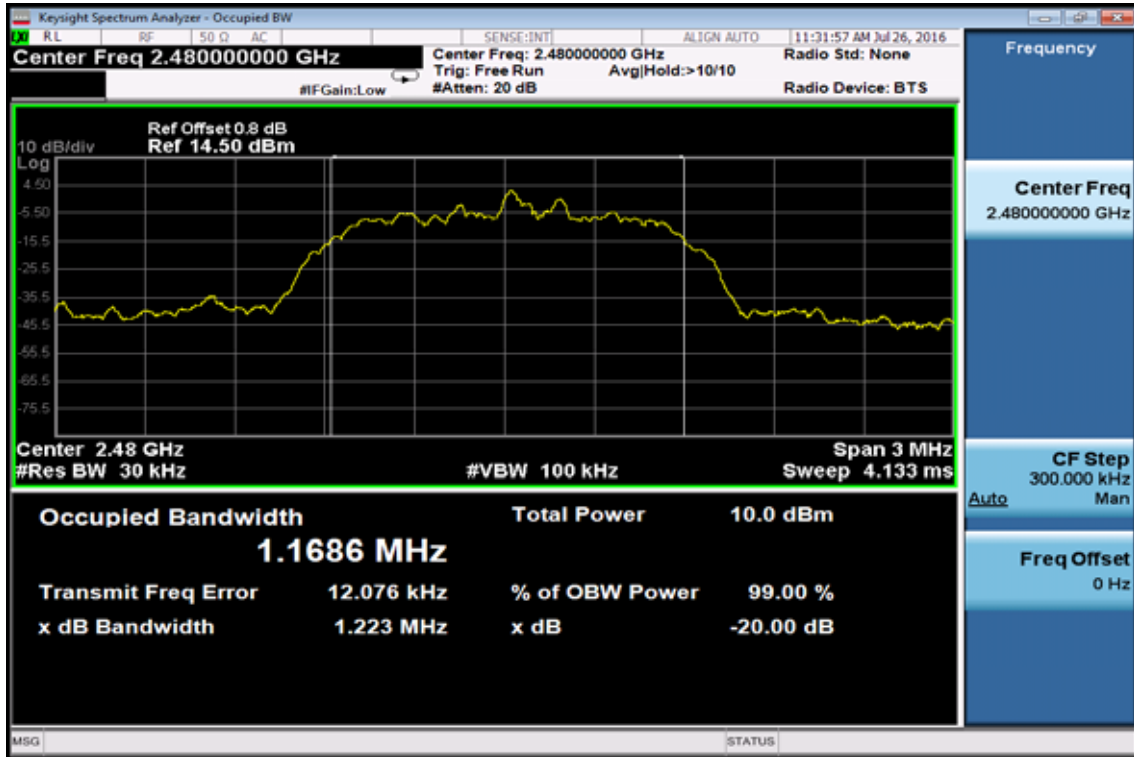 Keysight Spectrum Analyzer - Occupied BW
RL RF 50 Ω AC SENSE:INT ALIGN AUTO 11:31:57 AM Jul 26, 2016
Center Freq 2.480000000 GHz
Center Freq: 2.480000000 GHz Radio Std: None
Trig: Free Run Avg|Hold:>10/10
#IFGain:Low #Atten: 20 dB Radio Device: BTS
Ref Offset 0.8 dB
10 dB/div Ref 14.50 dBm
Log
4.50
-5.50
-15.5
-25.5
-35.5
-45.5
-55.5
-65.5
-75.5
Center 2.48 GHz Span 3 MHz
#Res BW 30 kHz #VBW 100 kHz Sweep 4.133 ms
Occupied Bandwidth Total Power 10.0 dBm
1.1686 MHz
Transmit Freq Error 12.076 kHz % of OBW Power 99.00 %
x dB Bandwidth 1.223 MHz x dB -20.00 dB
MSG STATUS
Frequency
Center Freq
2.480000000 GHz
CF Step
300.000 kHz
Auto Man
Freq Offset
0 Hz